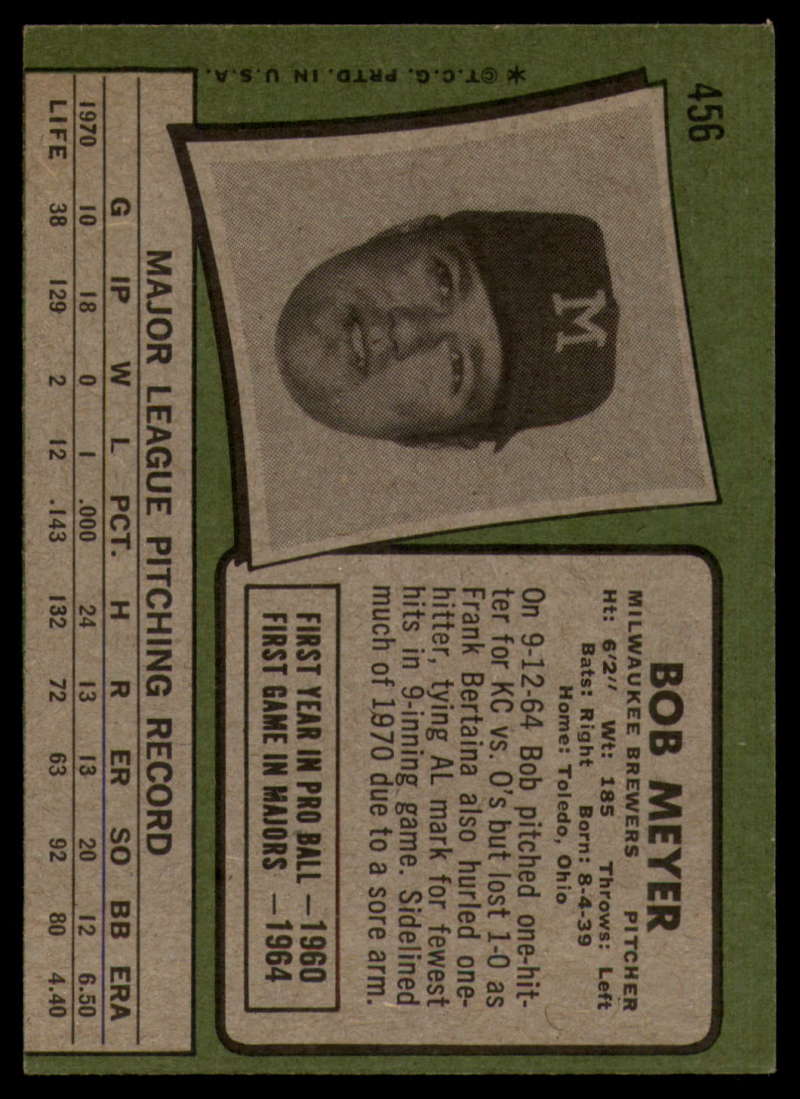 456
*©T.C.G. PRTD. IN U.S.A.
M
BOB MEYER
MILWAUKEE BREWERS PITCHER
Ht: 6'2" Wt: 185 Throws: Left
Bats: Right Born: 8-4-39
Home: Toledo, Ohio
On 9-12-64 Bob pitched one-hit-
ter for KC vs. O's but lost 1-0 as
Frank Bertaina also hurled one-
hitter, tying AL mark for fewest
hits in 9-inning game. Sidelined
much of 1970 due to a sore arm.
FIRST YEAR IN PRO BALL —1960
FIRST GAME IN MAJORS —1964
MAJOR LEAGUE PITCHING RECORD
G IP W L PCT. H R ER SO BB ERA
1970 10 18 0 1 .000 24 13 13 20 12 6.50
LIFE 38 129 2 12 .143 132 72 63 92 80 4.40